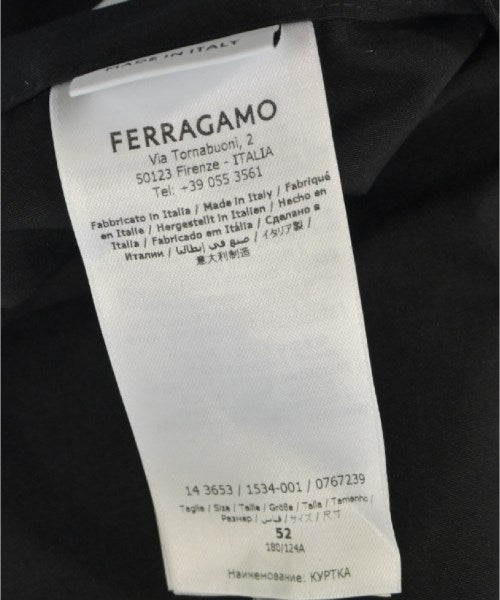 MADE IN ITALY
FERRAGAMO
Via Tornabuoni, 2
50123 Firenze - ITALIA
Tel: +39 055 3561
Fabbricato in Italia / Made in Italy / Fabriqué
en Italie / Hergestellt in Italien / Hecho en
Italia / Fabricado em Itália / Сделано в
Италии / صنع في إيطاليا / イタリア製 /
意大利制造
14 3653 / 1534-001 / 0767239
Taglia / Size / Taille / Größe / Talla / Tamanho /
Размер / قياس / サイズ / 尺寸
52
180/124A
Наименование: КУРТКА